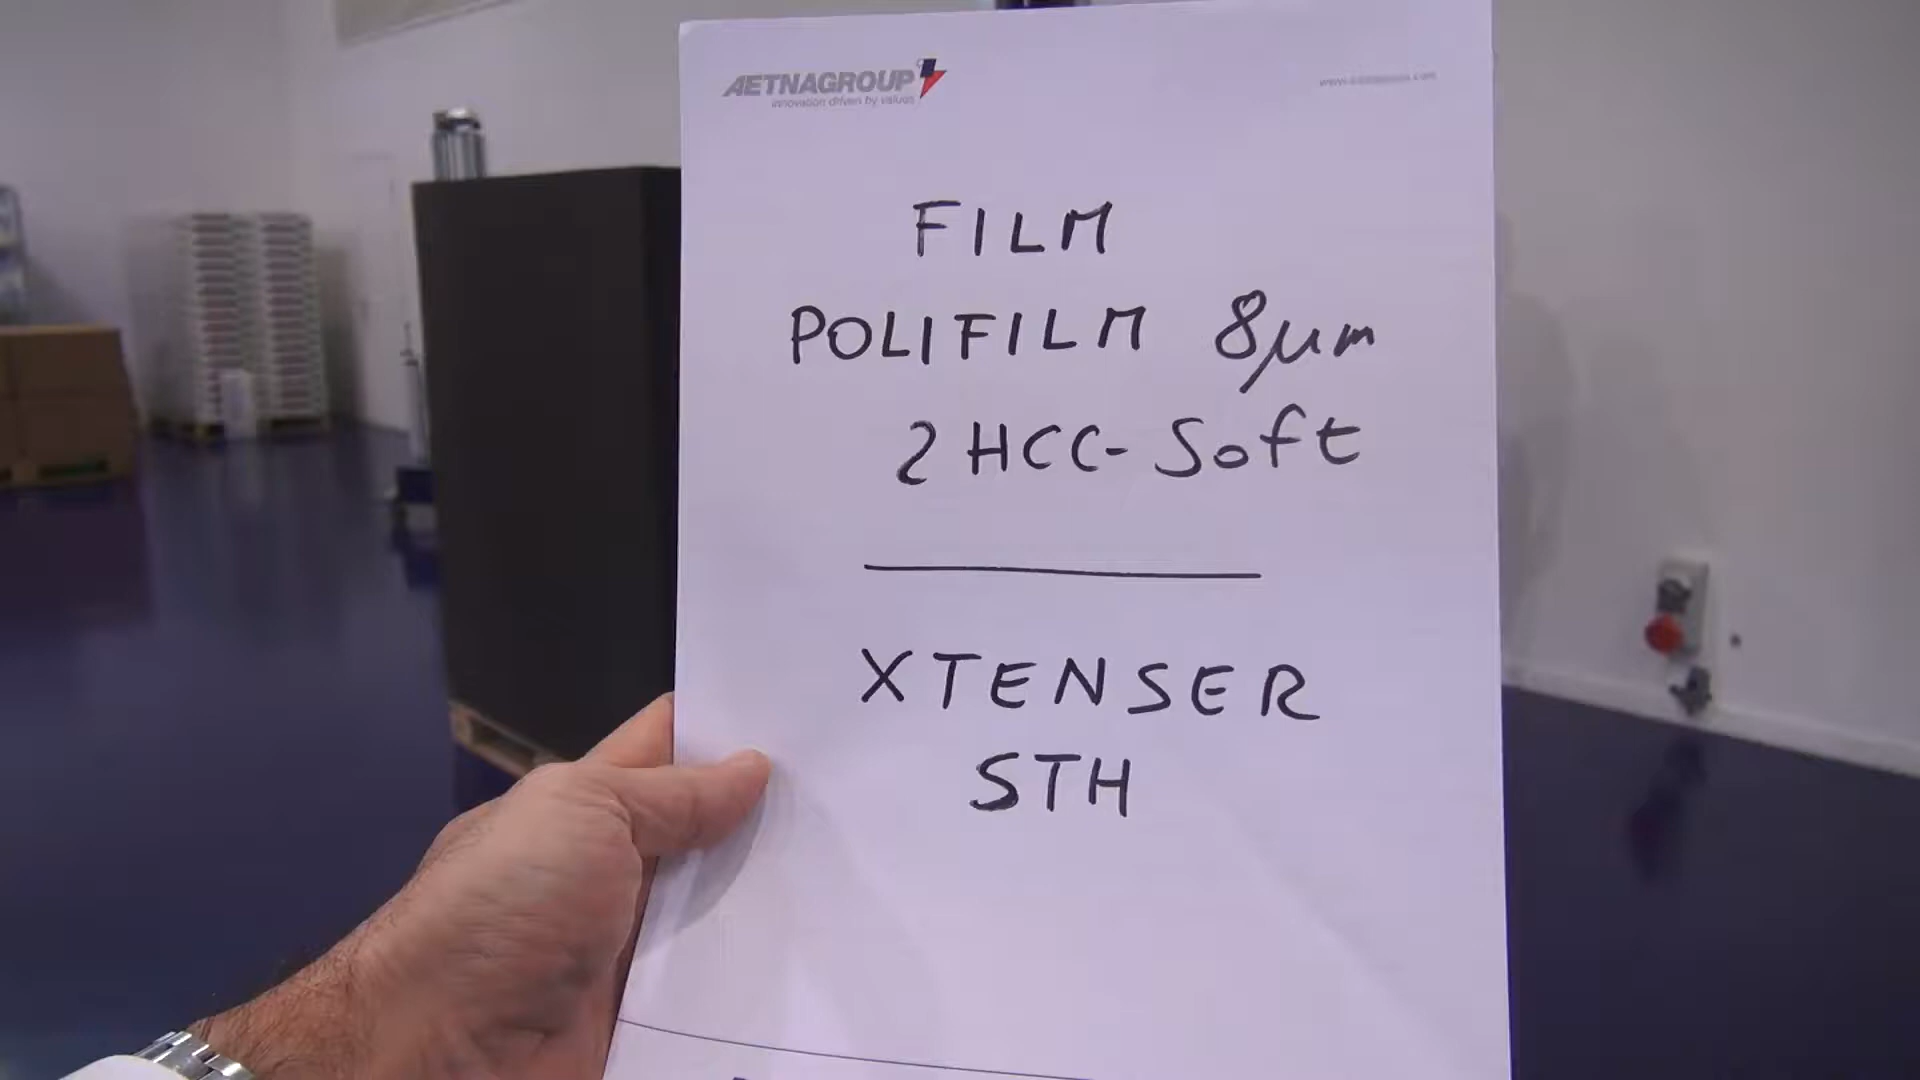 AETNAGROUP
innovation driven by values
FILM
POLIFILM 8µm
2HCC-Soft
XTENSER
STH